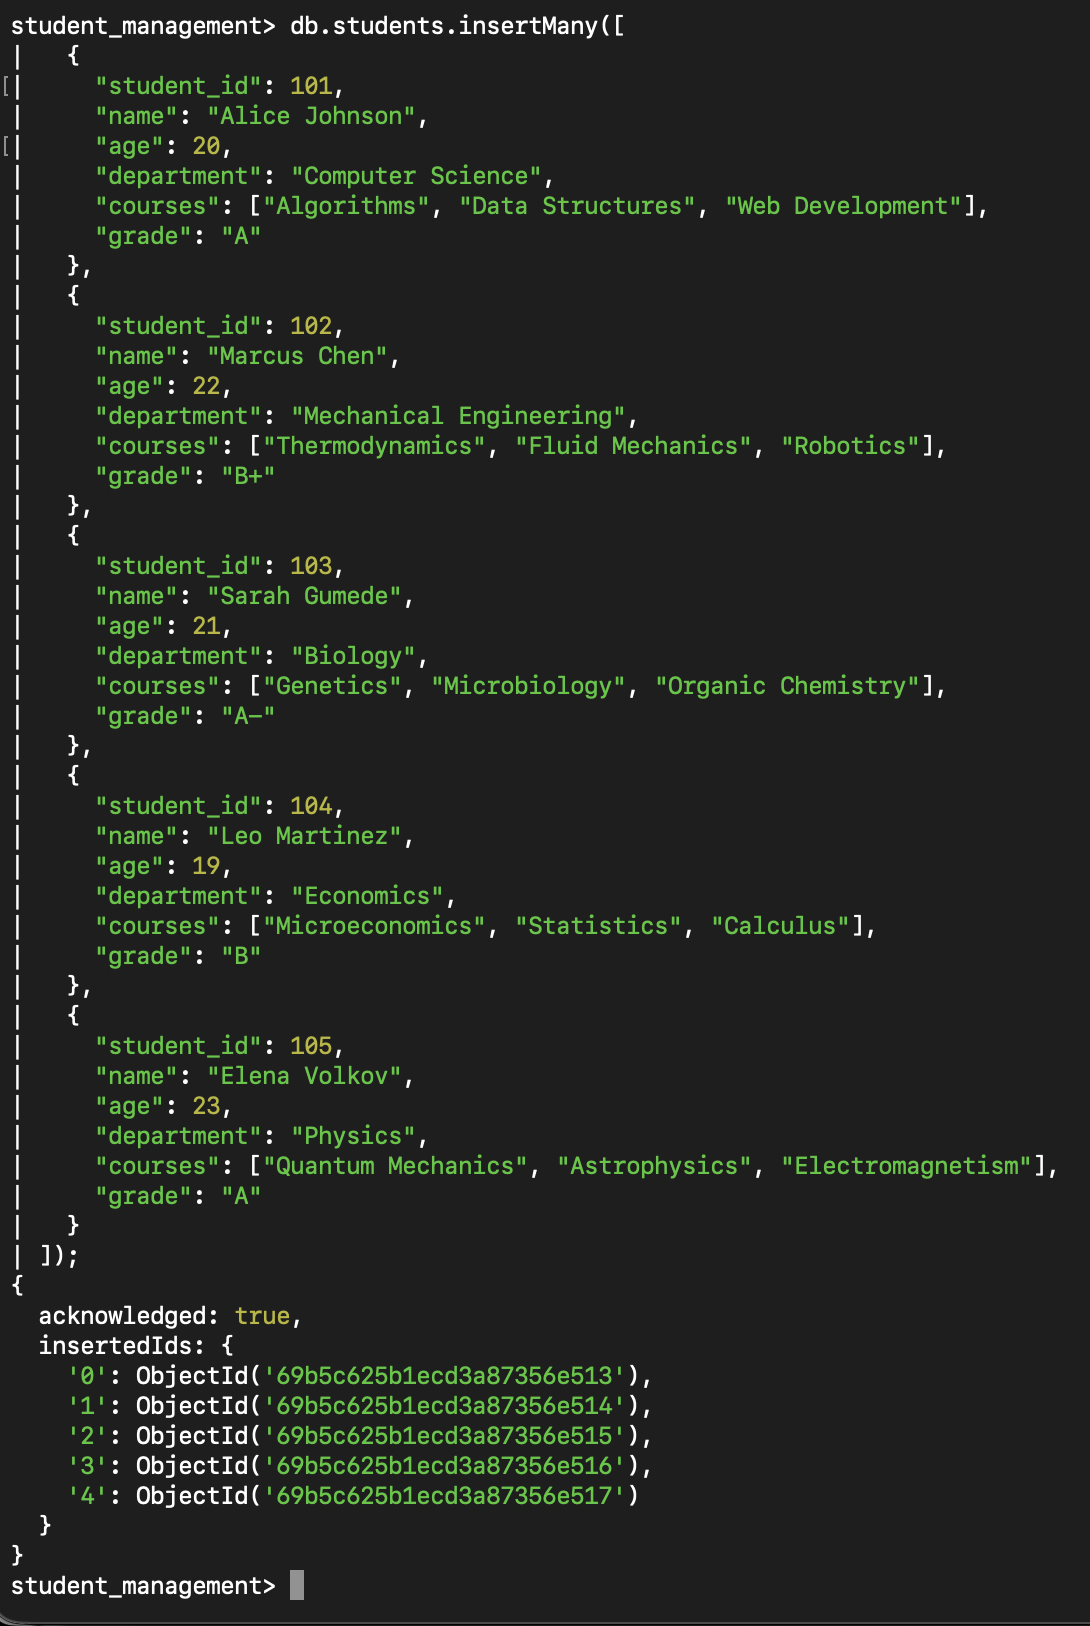 student_management> db.students.insertMany([
|   {
[|     "student_id": 101,
|     "name": "Alice Johnson",
[|     "age": 20,
|     "department": "Computer Science",
|     "courses": ["Algorithms", "Data Structures", "Web Development"],
|     "grade": "A"
|   },
|   {
|     "student_id": 102,
|     "name": "Marcus Chen",
|     "age": 22,
|     "department": "Mechanical Engineering",
|     "courses": ["Thermodynamics", "Fluid Mechanics", "Robotics"],
|     "grade": "B+"
|   },
|   {
|     "student_id": 103,
|     "name": "Sarah Gumede",
|     "age": 21,
|     "department": "Biology",
|     "courses": ["Genetics", "Microbiology", "Organic Chemistry"],
|     "grade": "A-"
|   },
|   {
|     "student_id": 104,
|     "name": "Leo Martinez",
|     "age": 19,
|     "department": "Economics",
|     "courses": ["Microeconomics", "Statistics", "Calculus"],
|     "grade": "B"
|   },
|   {
|     "student_id": 105,
|     "name": "Elena Volkov",
|     "age": 23,
|     "department": "Physics",
|     "courses": ["Quantum Mechanics", "Astrophysics", "Electromagnetism"],
|     "grade": "A"
|   }
| ]);
{
  acknowledged: true,
  insertedIds: {
    '0': ObjectId('69b5c625b1ecd3a87356e513'),
    '1': ObjectId('69b5c625b1ecd3a87356e514'),
    '2': ObjectId('69b5c625b1ecd3a87356e515'),
    '3': ObjectId('69b5c625b1ecd3a87356e516'),
    '4': ObjectId('69b5c625b1ecd3a87356e517')
  }
}
student_management>